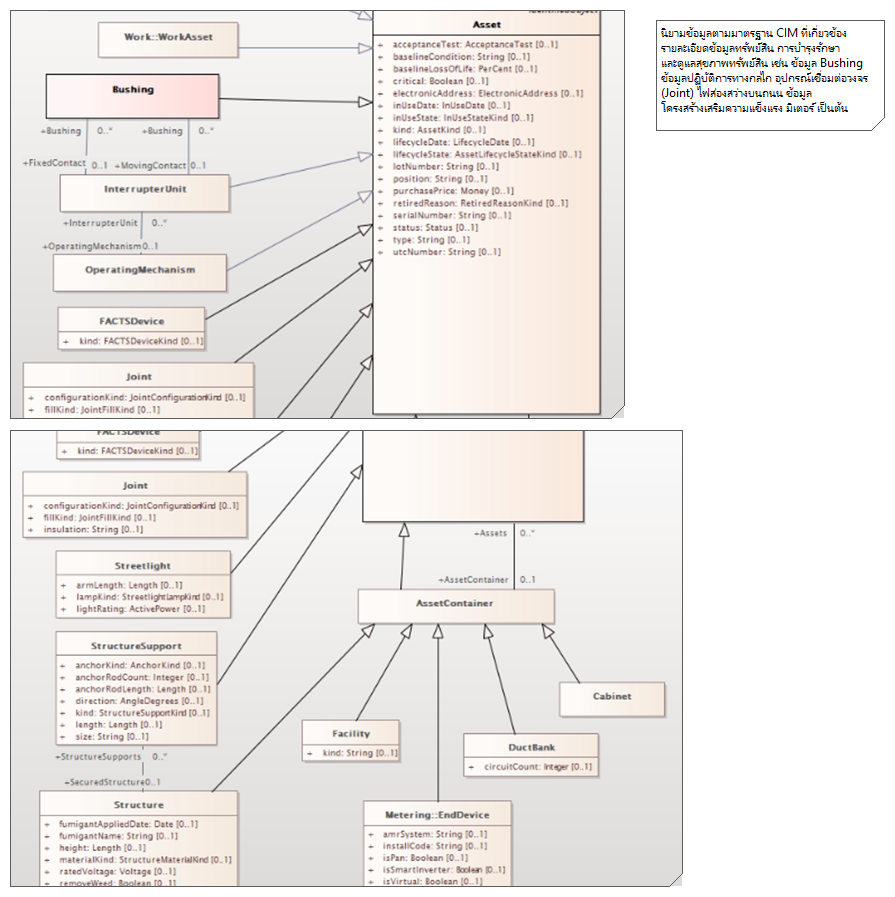 Asset
Work::WorkAsset
+ acceptanceTest: AcceptanceTest [0..1]
+ baselineCondition: String [0..1]
+ baselineLossOfLife: PerCent [0..1]
+ critical: Boolean [0..1]
+ electronicAddress: ElectronicAddress [0..1]
+ inUseDate: InUseDate [0..1]
+ inUseState: InUseStateKind [0..1]
+ kind: AssetKind [0..1]
+ lifecycleDate: LifecycleDate [0..1]
+ lifecycleState: AssetLifecycleStateKind [0..1]
+ lotNumber: String [0..1]
+ position: String [0..1]
+ purchasePrice: Money [0..1]
+ retiredReason: RetiredReasonKind [0..1]
+ serialNumber: String [0..1]
+ status: Status [0..1]
+ type: String [0..1]
+ utcNumber: String [0..1]
Bushing
+Bushing 0..* +Bushing 0..*
+FixedContact 0..1 +MovingContact 0..1
InterrupterUnit
+InterrupterUnit 0..*
+OperatingMechanism 0..1
OperatingMechanism
FACTSDevice
+ kind: FACTSDeviceKind [0..1]
Joint
+ configurationKind: JointConfigurationKind [0..1]
+ fillKind: JointFillKind [0..1]
นิยามข้อมูลตามมาตรฐาน CIM ที่เกี่ยวข้อง
รายละเอียดข้อมูลทรัพย์สิน การบำรุงรักษา
และดูแลสุขภาพทรัพย์สิน เช่น ข้อมูล Bushing
ข้อมูลปฏิบัติการทางกลไก อุปกรณ์เชื่อมต่อวงจร
(Joint) ไฟส่องสว่างบนถนน ข้อมูล
โครงสร้างเสริมความแข็งแรง มิเตอร์ เป็นต้น
FACTSDevice
+ kind: FACTSDeviceKind [0..1]
Joint
+ configurationKind: JointConfigurationKind [0..1]
+ fillKind: JointFillKind [0..1]
+ insulation: String [0..1]
Streetlight
+ armLength: Length [0..1]
+ lampKind: StreetlightLampKind [0..1]
+ lightRating: ActivePower [0..1]
StructureSupport
+ anchorKind: AnchorKind [0..1]
+ anchorRodCount: Integer [0..1]
+ anchorRodLength: Length [0..1]
+ direction: AngleDegrees [0..1]
+ kind: StructureSupportKind [0..1]
+ length: Length [0..1]
+ size: String [0..1]
+StructureSupports 0..*
+SecuredStructure 0..1
Structure
+ fumigantAppliedDate: Date [0..1]
+ fumigantName: String [0..1]
+ height: Length [0..1]
+ materialKind: StructureMaterialKind [0..1]
+ ratedVoltage: Voltage [0..1]
+ removeWeed: Boolean [0..1]
+Assets 0..*
+AssetContainer 0..1
AssetContainer
Cabinet
Facility
+ kind: String [0..1]
DuctBank
+ circuitCount: Integer [0..1]
Metering::EndDevice
+ amrSystem: String [0..1]
+ installCode: String [0..1]
+ isPan: Boolean [0..1]
+ isSmartInverter: Boolean [0..1]
+ isVirtual: Boolean [0..1]